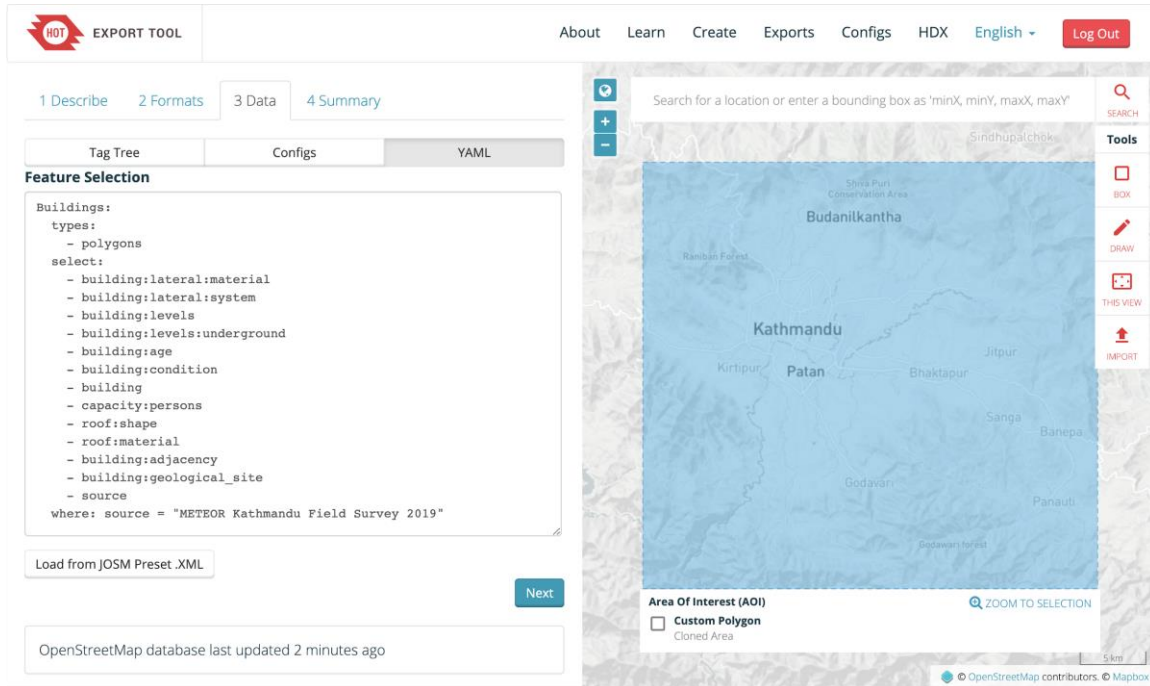 HOT EXPORT TOOL
About Learn Create Exports Configs HDX English Log Out
1 Describe 2 Formats 3 Data 4 Summary
Tag Tree Configs YAML
Feature Selection
Buildings:
types:
- polygons
select:
- building:lateral:material
- building:lateral:system
- building:levels
- building:levels:underground
- building:age
- building:condition
- building
- capacity:persons
- roof:shape
- roof:material
- building:adjacency
- building:geological_site
- source
where: source = "METEOR Kathmandu Field Survey 2019"
Load from JOSM Preset .XML
Next
OpenStreetMap database last updated 2 minutes ago
+
−
Search for a location or enter a bounding box as 'minX, minY, maxX, maxY'
SEARCH
Tools
BOX
DRAW
THIS VIEW
IMPORT
Sindhupalchok
Shiva Puri
Conservation Area
Budanilkantha
Raniban Forest
Kathmandu
Jitpur
Kirtipur Patan Bhaktapur
Sanga
Banepa
Godavari
Panauti
Godawari forest
Area Of Interest (AOI) ZOOM TO SELECTION
Custom Polygon
Cloned Area
5 km
© OpenStreetMap contributors. © Mapbox